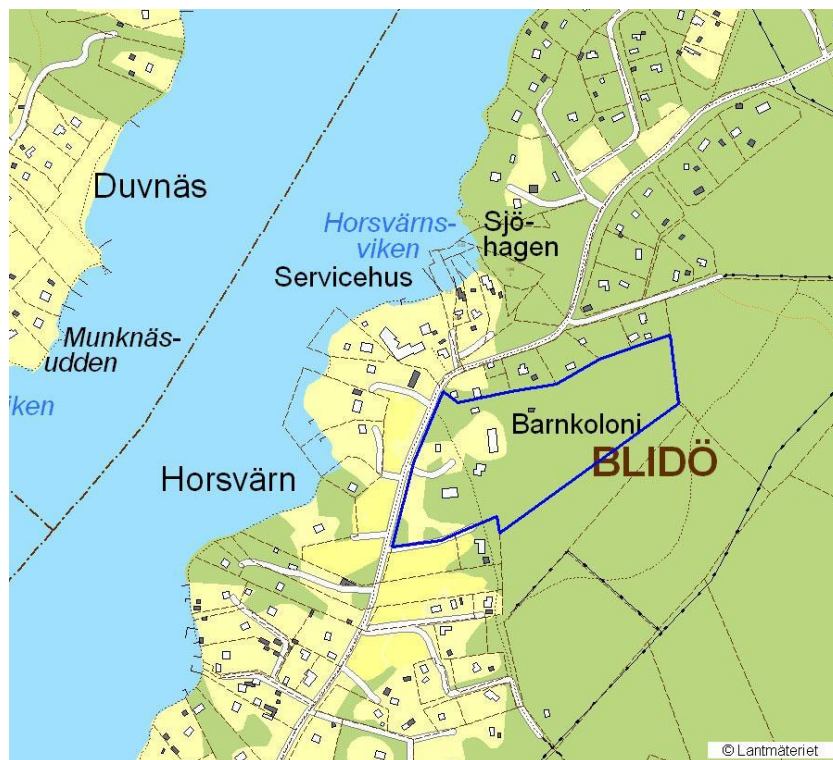 Duvnäs
Horsvärns-
viken
Sjö-
hagen
Servicehus
Munknäs-
udden
iken
Barnkoloni
BLIDÖ
Horsvärn
© Lantmäteriet